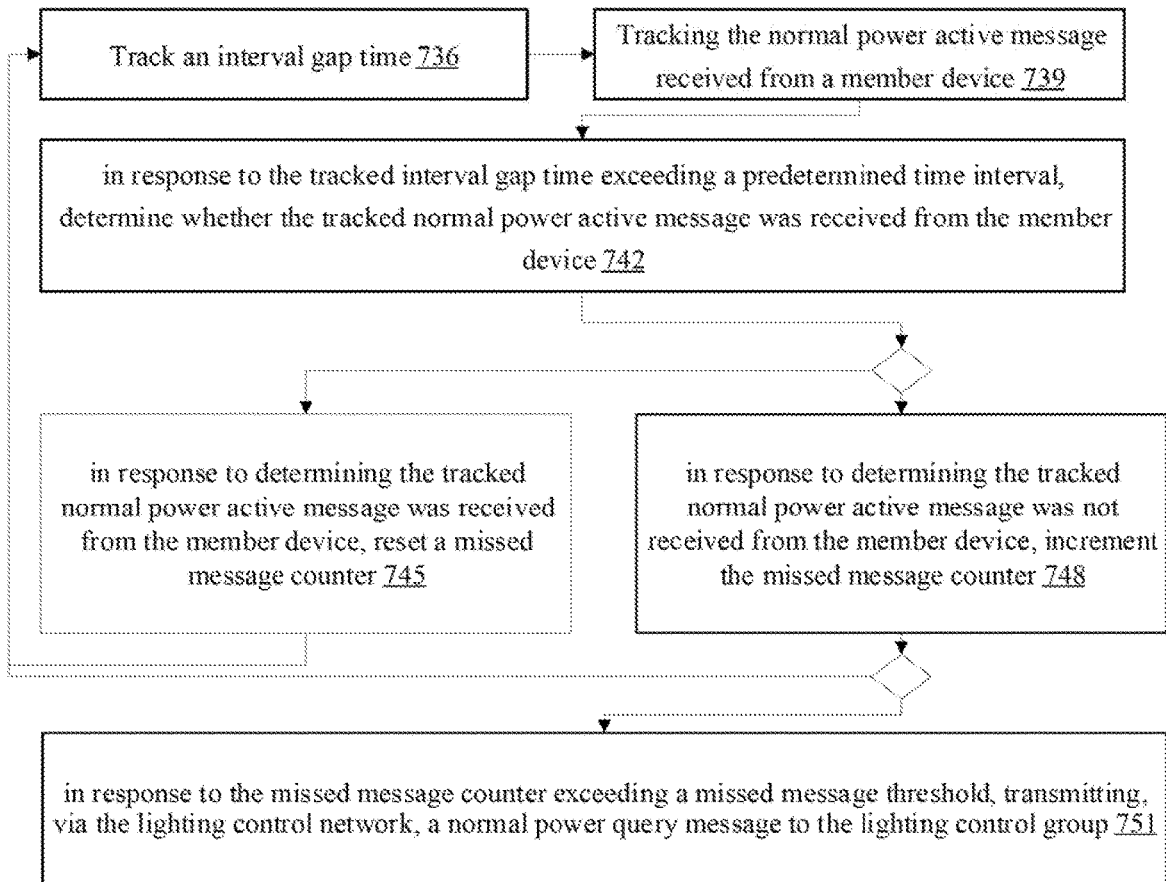 Track an interval gap time 736
Tracking the normal power active message
received from a member device 739
in response to the tracked interval gap time exceeding a predetermined time interval,
determine whether the tracked normal power active message was received from the member
device 742
in response to determining the tracked
normal power active message was received
from the member device, reset a missed
message counter 745
in response to determining the tracked
normal power active message was not
received from the member device, increment
the missed message counter 748
in response to the missed message counter exceeding a missed message threshold, transmitting,
via the lighting control network, a normal power query message to the lighting control group 751